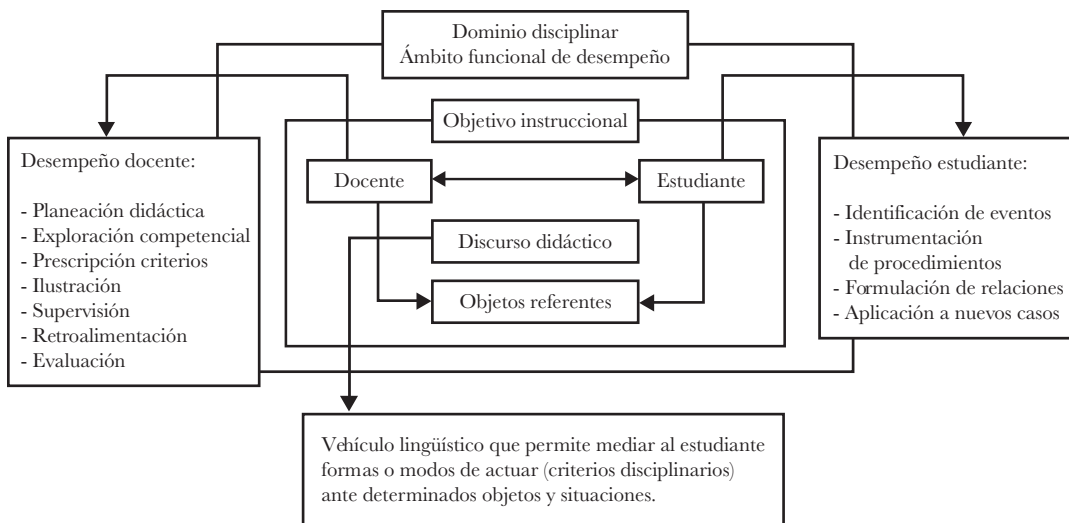 Dominio disciplinar
Ámbito funcional de desempeño
Objetivo instruccional
Desempeño docente:
- Planeación didáctica
- Exploración competencial
- Prescripción criterios
- Ilustración
- Supervisión
- Retroalimentación
- Evaluación
Docente
Estudiante
Discurso didáctico
Objetos referentes
Desempeño estudiante:
- Identificación de eventos
- Instrumentación
de procedimientos
- Formulación de relaciones
- Aplicación a nuevos casos
Vehículo lingüístico que permite mediar al estudiante
formas o modos de actuar (criterios disciplinarios)
ante determinados objetos y situaciones.